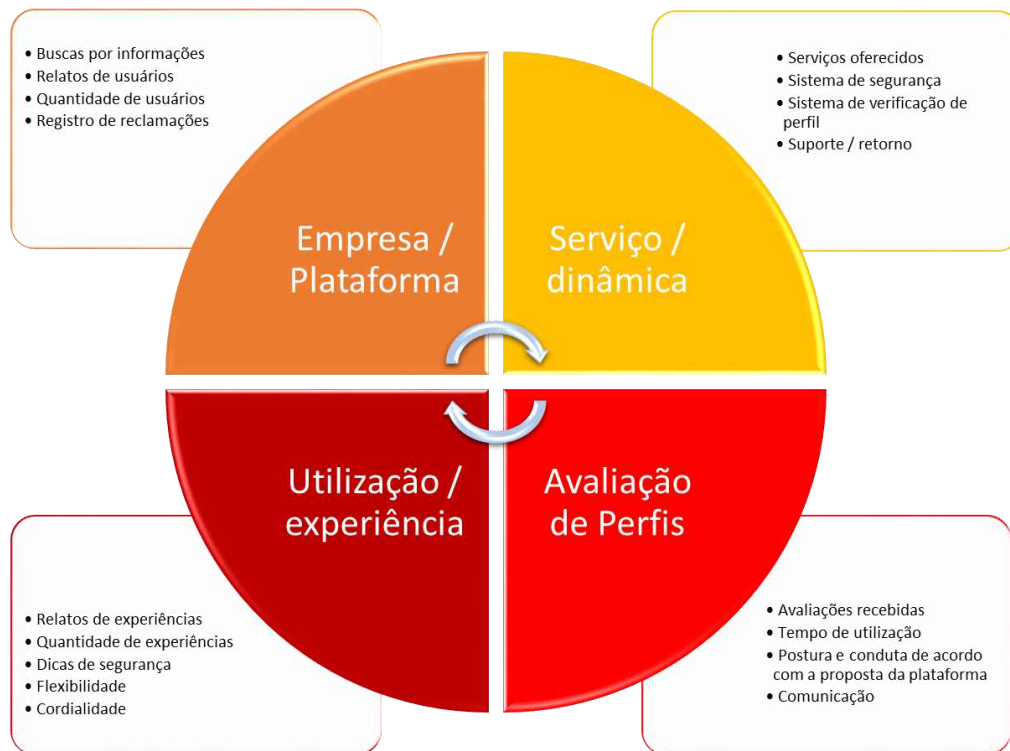 • Buscas por informações
• Relatos de usuários
• Quantidade de usuários
• Registro de reclamações
• Serviços oferecidos
• Sistema de segurança
• Sistema de verificação de
perfil
• Suporte / retorno
Empresa /
Plataforma
Serviço /
dinâmica
Utilização /
experiência
Avaliação
de Perfis
• Relatos de experiências
• Quantidade de experiências
• Dicas de segurança
• Flexibilidade
• Cordialidade
• Avaliações recebidas
• Tempo de utilização
• Postura e conduta de acordo
com a proposta da plataforma
• Comunicação